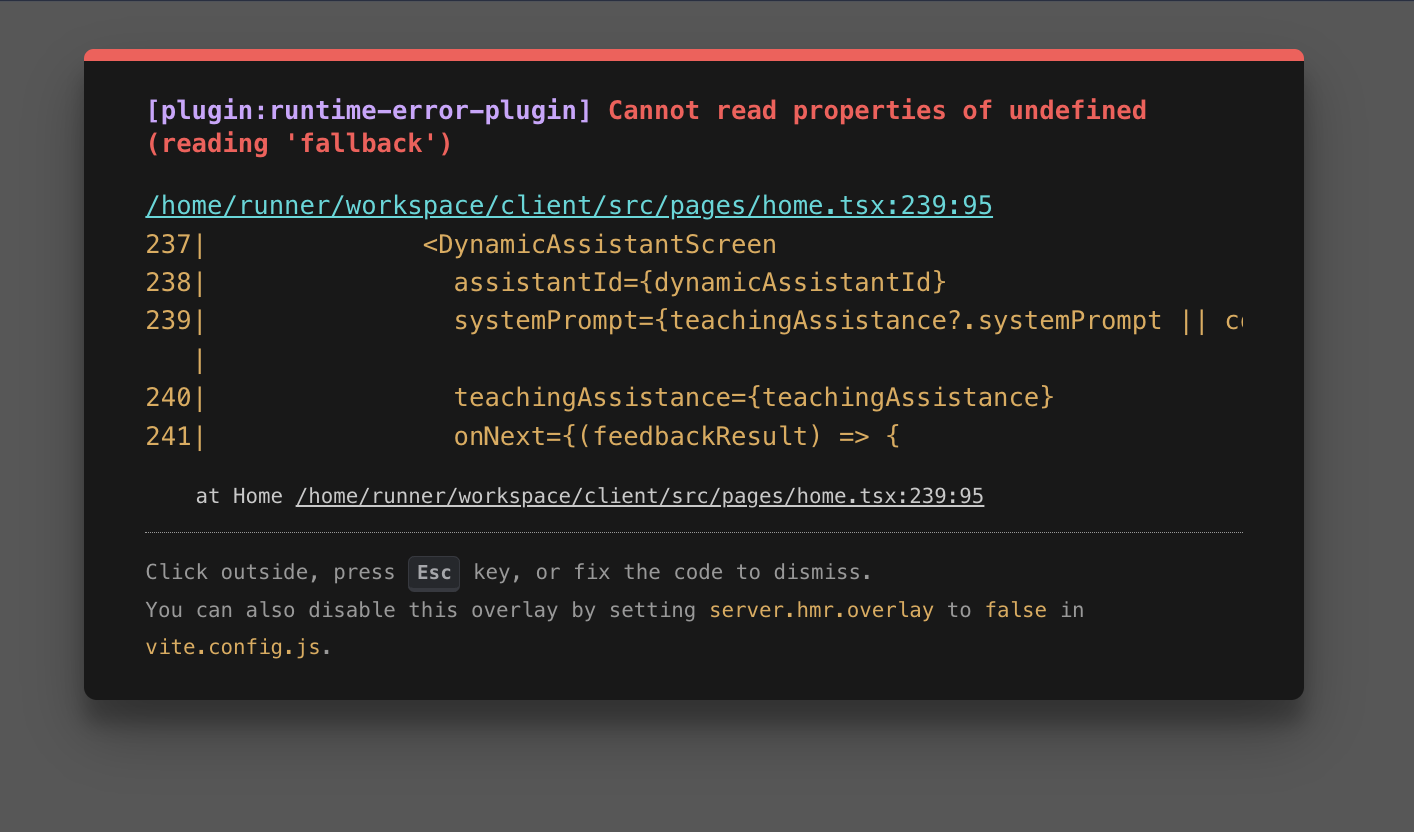 [plugin:runtime-error-plugin] Cannot read properties of undefined
(reading 'fallback')
/home/runner/workspace/client/src/pages/home.tsx:239:95
237|              <DynamicAssistantScreen
238|                assistantId={dynamicAssistantId}
239|                systemPrompt={teachingAssistance?.systemPrompt ||
|
240|                teachingAssistance={teachingAssistance}
241|                onNext={(feedbackResult) => {
at Home /home/runner/workspace/client/src/pages/home.tsx:239:95
Click outside, press Esc key, or fix the code to dismiss.
You can also disable this overlay by setting server.hmr.overlay to false in
vite.config.js.